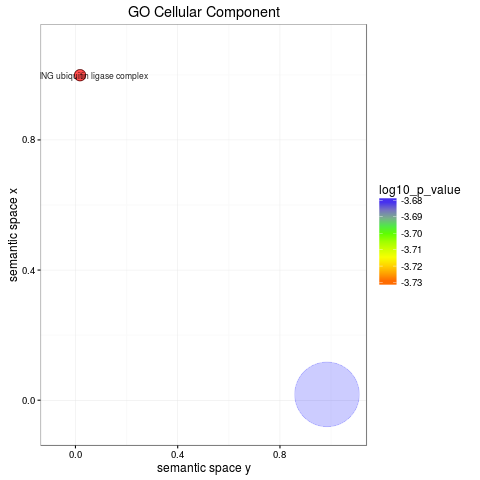 GO Cellular Component
ING ubiquitin ligase complex
semantic space x
0.8
0.4
0.0
0.0
0.4
0.8
semantic space y
log10_p_value
-3.68
-3.69
-3.70
-3.71
-3.72
-3.73